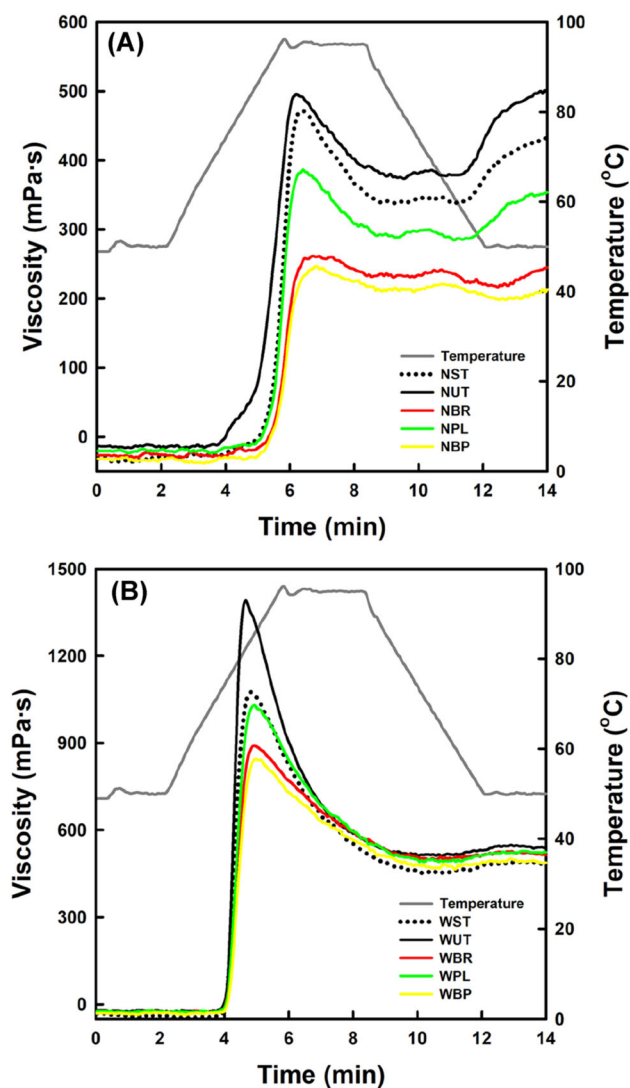 (A)
600
500
400
300
200
100
0
Viscosity (mPa·s)
100
80
60
40
20
0
Temperature (°C)
Temperature
NST
NUT
NBR
NPL
NBP
0 2 4 6 8 10 12 14
Time (min)
(B)
1500
1200
900
600
300
0
Viscosity (mPa·s)
100
80
60
40
20
0
Temperature (°C)
Temperature
WST
WUT
WBR
WPL
WBP
0 2 4 6 8 10 12 14
Time (min)